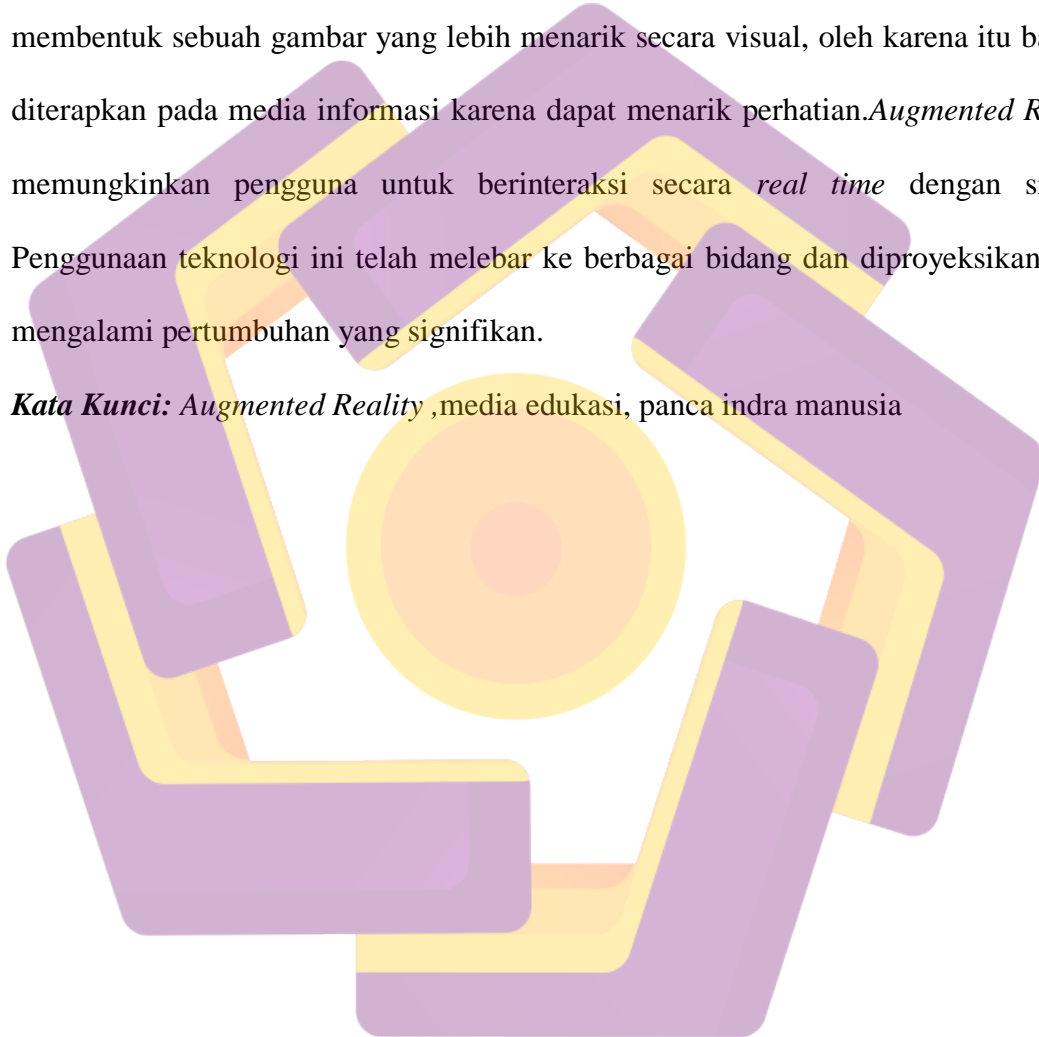 membentuk sebuah gambar yang lebih menarik secara visual, oleh karena itu
diterapkan pada media informasi karena dapat menarik perhatian.Augmented
memungkinkan pengguna untuk berinteraksi secara real time dengan
Penggunaan teknologi ini telah melebar ke berbagai bidang dan diproyeksikan
mengalami pertumbuhan yang signifikan.
Kata Kunci: Augmented Reality ,media edukasi, panca indra manusia